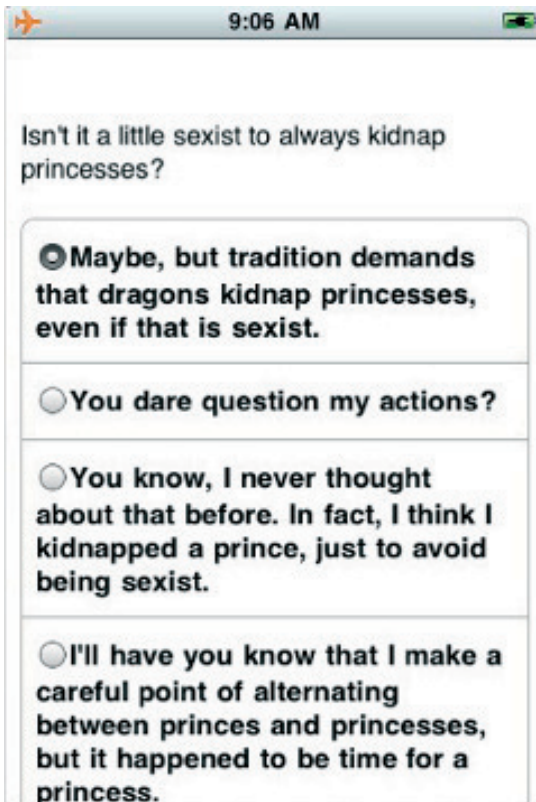 9:06 AM
Isn't it a little sexist to always kidnap
princesses?
Maybe, but tradition demands
that dragons kidnap princesses,
even if that is sexist.
You dare question my actions?
You know, I never thought
about that before. In fact, I think I
kidnapped a prince, just to avoid
being sexist.
I'll have you know that I make a
careful point of alternating
between princes and princesses,
but it happened to be time for a
princess.